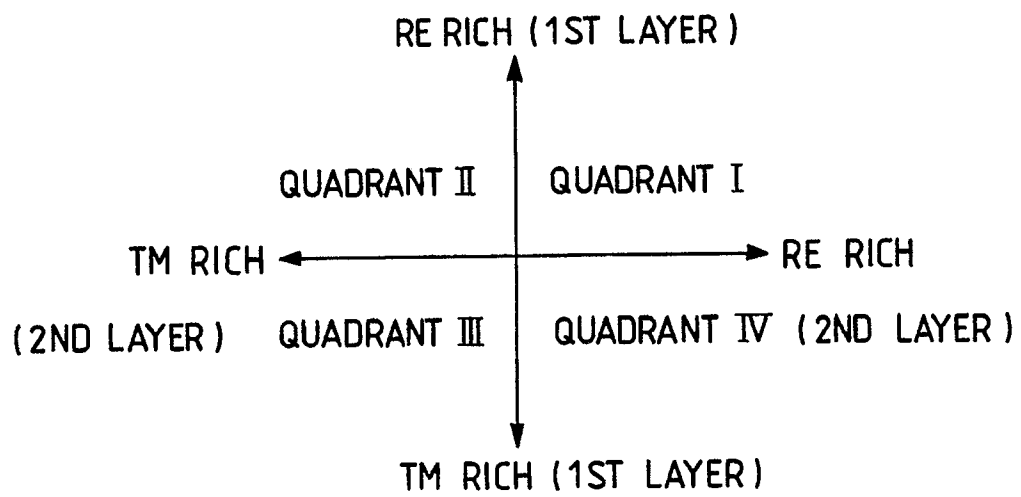 RE RICH (1ST LAYER)
QUADRANT II QUADRANT I
TM RICH RE RICH
(2ND LAYER) QUADRANT III QUADRANT IV (2ND LAYER)
TM RICH (1ST LAYER)